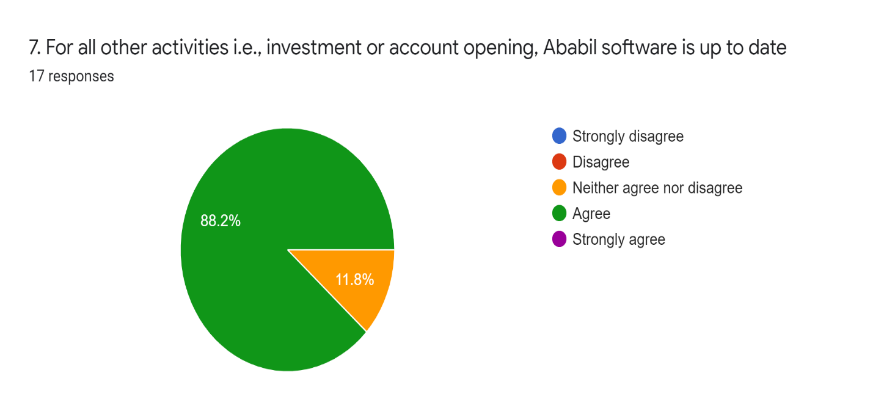 7. For all other activities i.e., investment or account opening, Ababil software is up to date
17 responses
88.2%
11.8%
Strongly disagree
Disagree
Neither agree nor disagree
Agree
Strongly agree